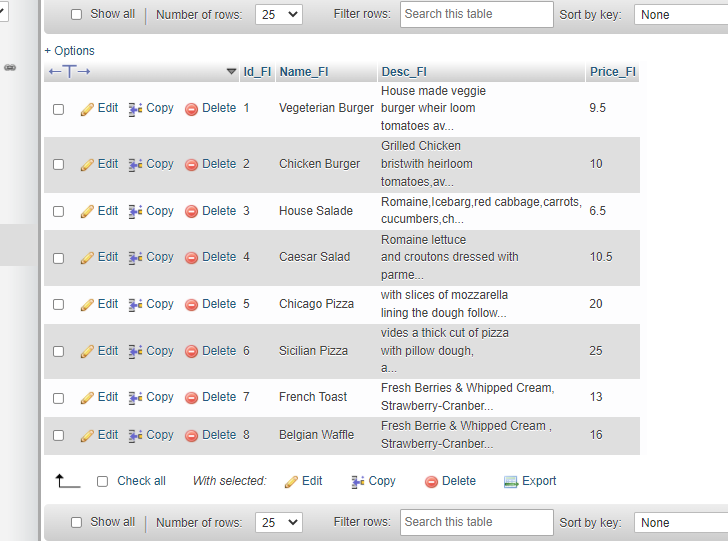 Show all Number of rows: 25 Filter rows: Search this table Sort by key: None
+ Options
←T→ Id_Fl Name_Fl Desc_Fl Price_Fl
House made veggie
Edit Copy Delete 1 Vegeterian Burger burger wheir loom 9.5
tomatoes av...
Grilled Chicken
Edit Copy Delete 2 Chicken Burger bristwith heirloom 10
tomatoes,av...
Edit Copy Delete 3 House Salade Romaine,Icebarg,red cabbage,carrots, 6.5
cucumbers,ch...
Romaine lettuce
Edit Copy Delete 4 Caesar Salad and croutons dressed with 10.5
parme...
Edit Copy Delete 5 Chicago Pizza with slices of mozzarella 20
lining the dough follow...
vides a thick cut of pizza
Edit Copy Delete 6 Sicilian Pizza with pillow dough, 25
a...
Edit Copy Delete 7 French Toast Fresh Berries & Whipped Cream, 13
Strawberry-Cranber...
Edit Copy Delete 8 Belgian Waffle Fresh Berrie & Whipped Cream , 16
Strawberry-Cranber...
Check all With selected: Edit Copy Delete Export
Show all Number of rows: 25 Filter rows: Search this table Sort by key: None